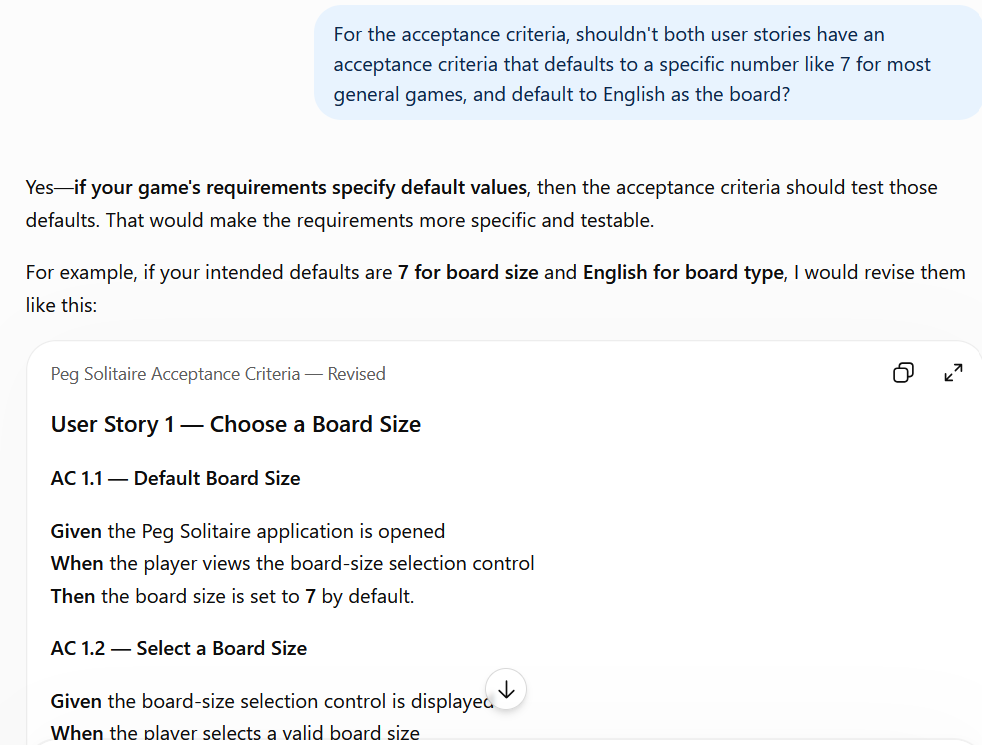 For the acceptance criteria, shouldn't both user stories have an
acceptance criteria that defaults to a specific number like 7 for most
general games, and default to English as the board?
Yes—if your game's requirements specify default values, then the acceptance criteria should test those
defaults. That would make the requirements more specific and testable.
For example, if your intended defaults are 7 for board size and English for board type, I would revise them
like this:
Peg Solitaire Acceptance Criteria — Revised
User Story 1 — Choose a Board Size
AC 1.1 — Default Board Size
Given the Peg Solitaire application is opened
When the player views the board-size selection control
Then the board size is set to 7 by default.
AC 1.2 — Select a Board Size
Given the board-size selection control is displayed
When the player selects a valid board size